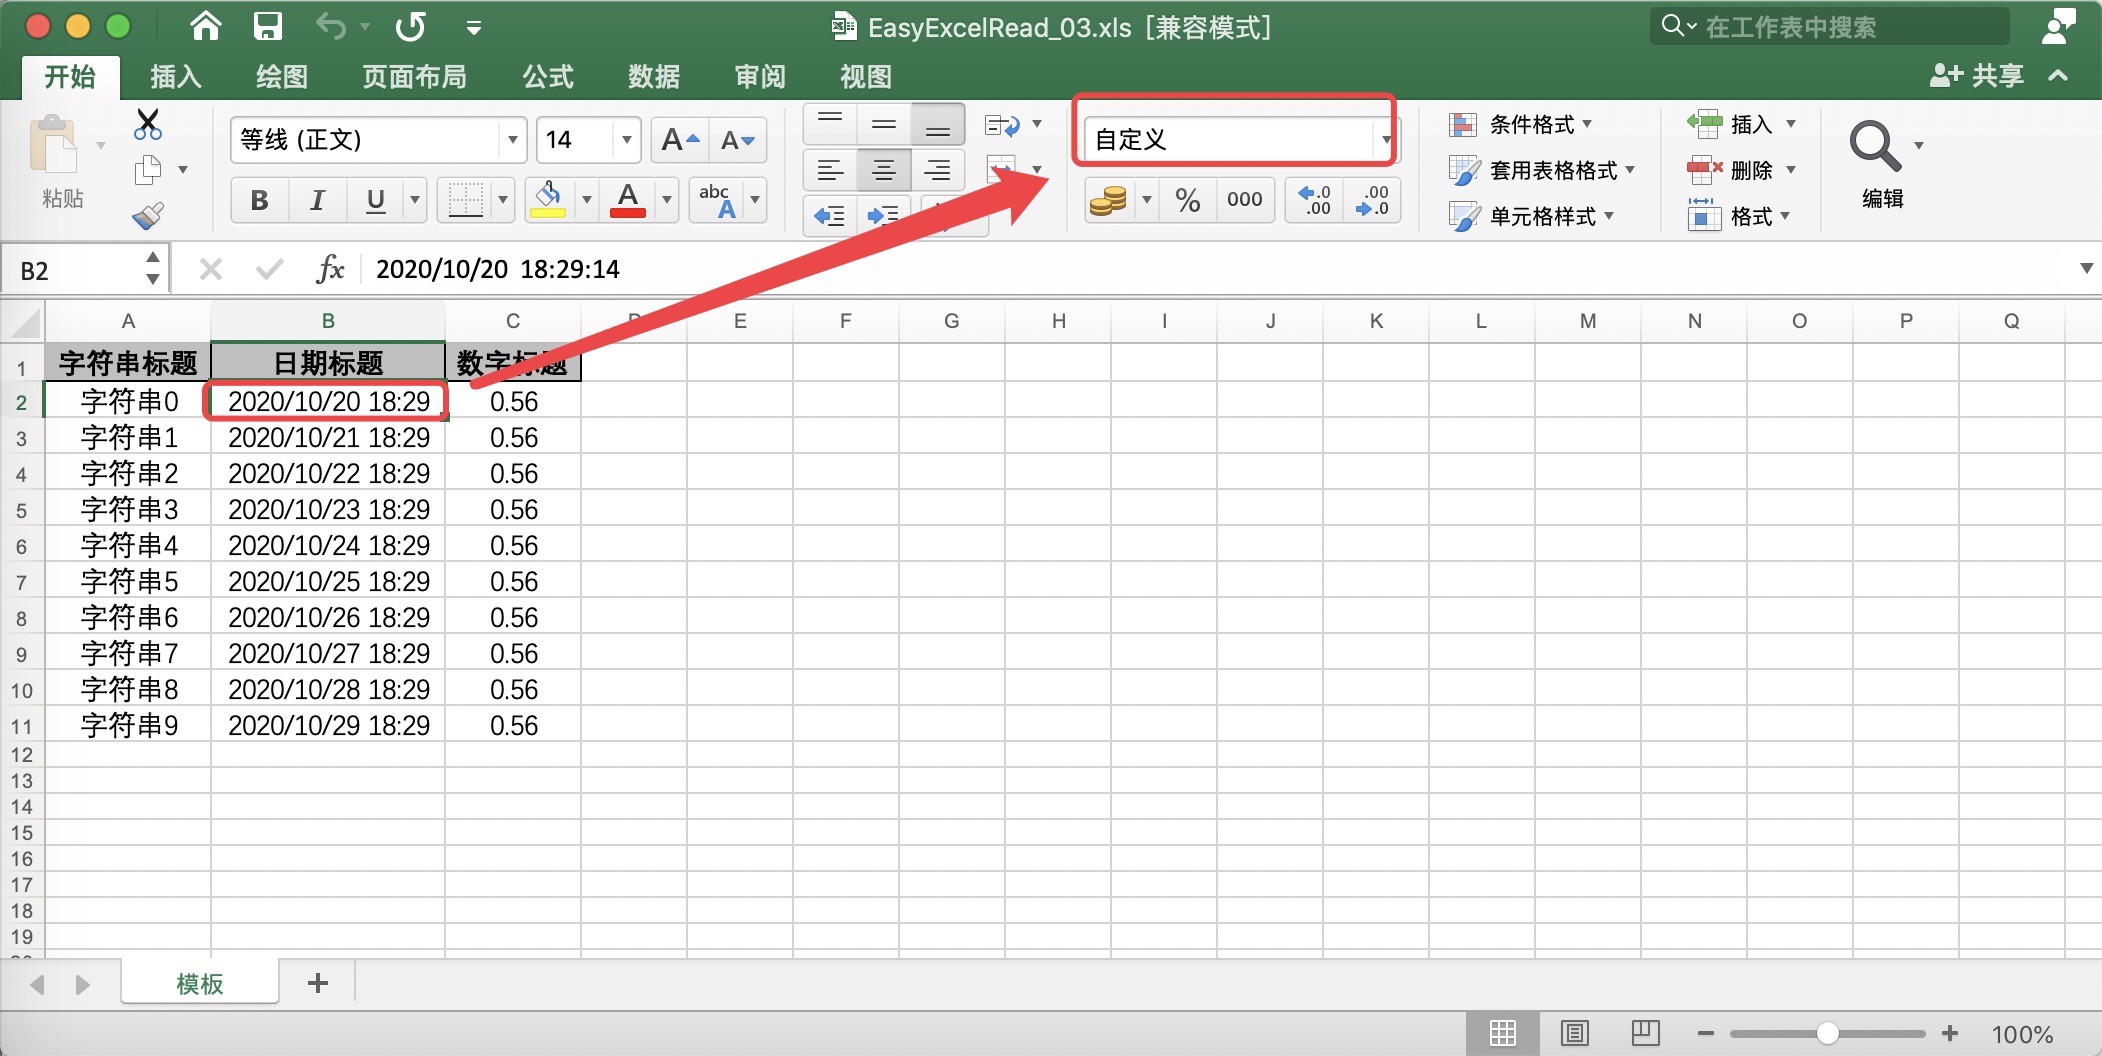 EasyExcelRead_03.xls [兼容模式]
在工作表中搜索
开始 插入 绘图 页面布局 公式 数据 审阅 视图
共享
粘贴
等线 (正文) 14 A A
B I U A abc A
自定义
% 000 .0 .00 .00 .0
条件格式
套用表格格式
单元格样式
插入
删除
格式
编辑
B2 fx 2020/10/20 18:29:14
A B C D E F G H I J K L M N O P Q
1 字符串标题 日期标题 数字标题
2 字符串0 2020/10/20 18:29 0.56
3 字符串1 2020/10/21 18:29 0.56
4 字符串2 2020/10/22 18:29 0.56
5 字符串3 2020/10/23 18:29 0.56
6 字符串4 2020/10/24 18:29 0.56
7 字符串5 2020/10/25 18:29 0.56
8 字符串6 2020/10/26 18:29 0.56
9 字符串7 2020/10/27 18:29 0.56
10 字符串8 2020/10/28 18:29 0.56
11 字符串9 2020/10/29 18:29 0.56
12
13
14
15
16
17
18
19
模板
100%